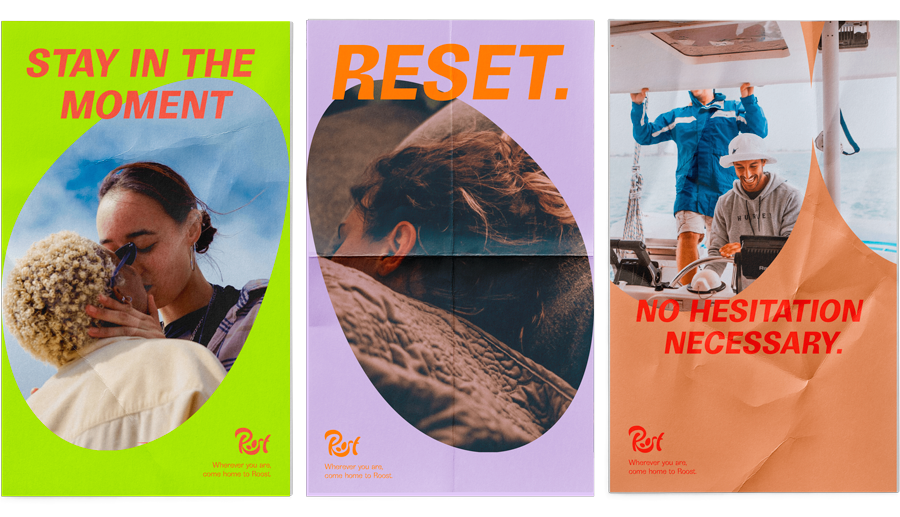 STAY IN THE
MOMENT
Roost
Wherever you are,
come home to Roost.
RESET.
Roost
Wherever you are,
come home to Roost.
NO HESITATION
NECESSARY.
Roost
Wherever you are,
come home to Roost.